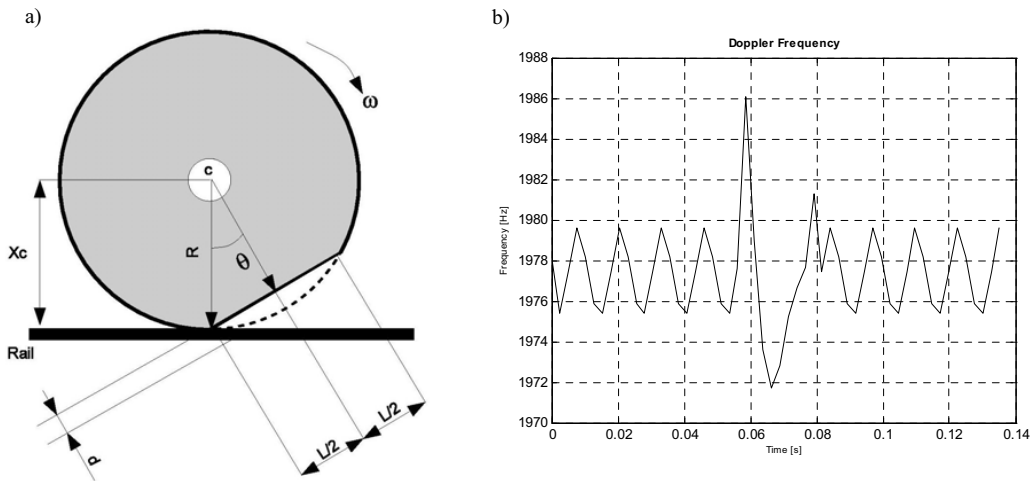 a)
c
ω
Xc
R
θ
Rail
P
L/2
L/2
b)
Doppler Frequency
Frequency [Hz]
1988
1986
1984
1982
1980
1978
1976
1974
1972
1970
0 0.02 0.04 0.06 0.08 0.1 0.12 0.14
Time [s]